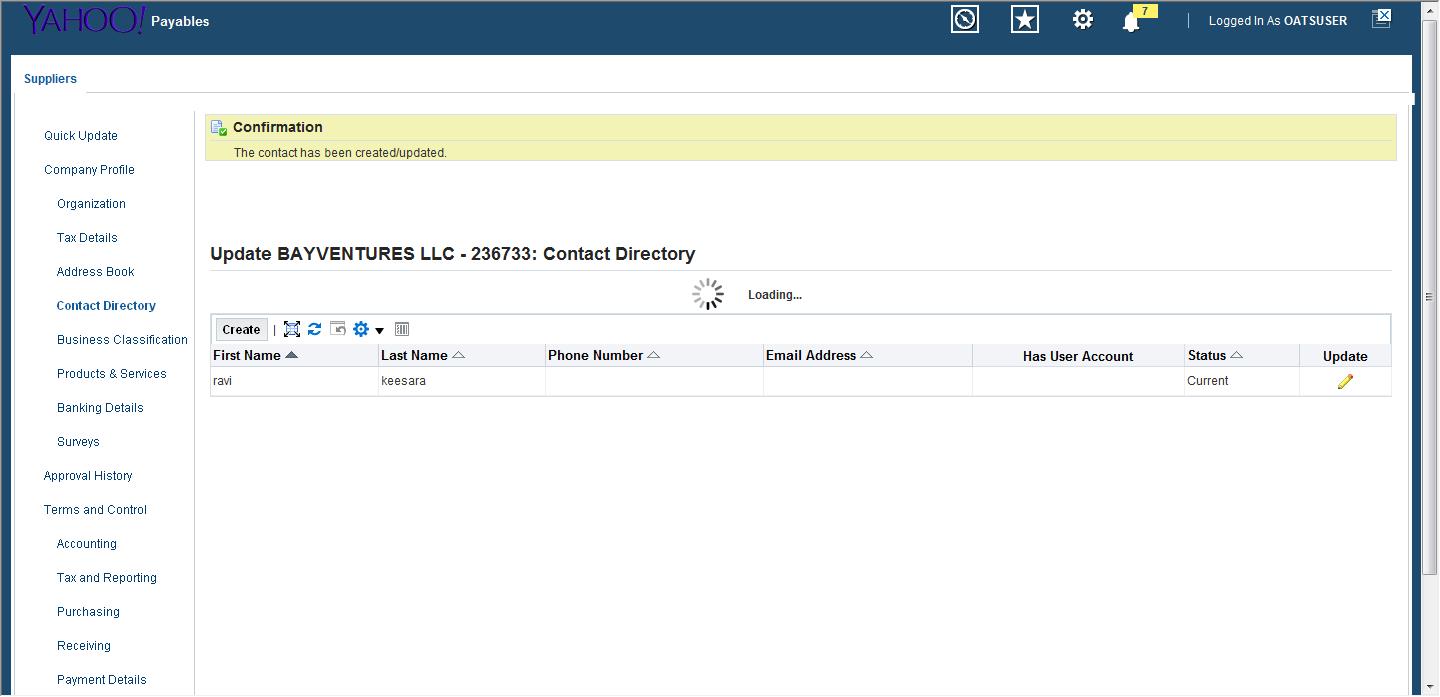 YAHOO! Payables
7
Logged In As OATSUSER
Suppliers
Quick Update
Company Profile
Organization
Tax Details
Address Book
Contact Directory
Business Classification
Products & Services
Banking Details
Surveys
Approval History
Terms and Control
Accounting
Tax and Reporting
Purchasing
Receiving
Payment Details
Confirmation
The contact has been created/updated.
Update BAYVENTURES LLC - 236733: Contact Directory
Loading...
Create |
First Name Last Name Phone Number Email Address Has User Account Status Update
ravi keesara Current